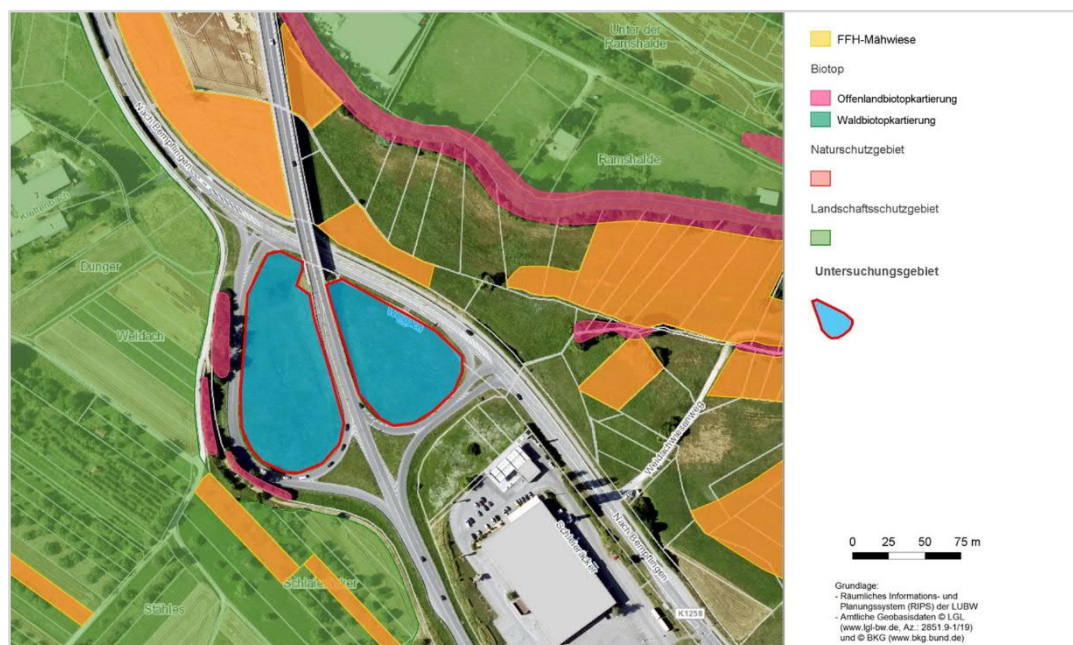 Unter der
Ramshalde
Nach Bempflingen
Ramshalde
Dunger
Weidach
Weidachwiesenweg
Nach Bempflingen
Stähles
K1258
FFH-Mähwiese
Biotop
Offenlandbiotopkartierung
Waldbiotopkartierung
Naturschutzgebiet
Landschaftsschutzgebiet
Untersuchungsgebiet
0 25 50 75 m
Grundlage:
- Räumliches Informations- und
Planungssystem (RIPS) der LUBW
- Amtliche Geobasisdaten © LGL
(www.lgl-bw.de, Az.: 2851.9-1/19)
und © BKG (www.bkg.bund.de)